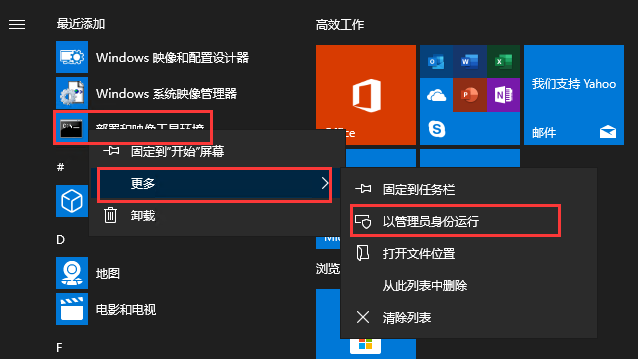 最近添加
高效工作
Windows 映像和配置设计器
Windows 系统映像管理器
部署和映像工具环境
Office
我们支持 Yahoo
邮件
固定到"开始"屏幕
#
更多
固定到任务栏
卸载
以管理员身份运行
D
打开文件位置
地图
浏览
从此列表中删除
电影和电视
清除列表
F